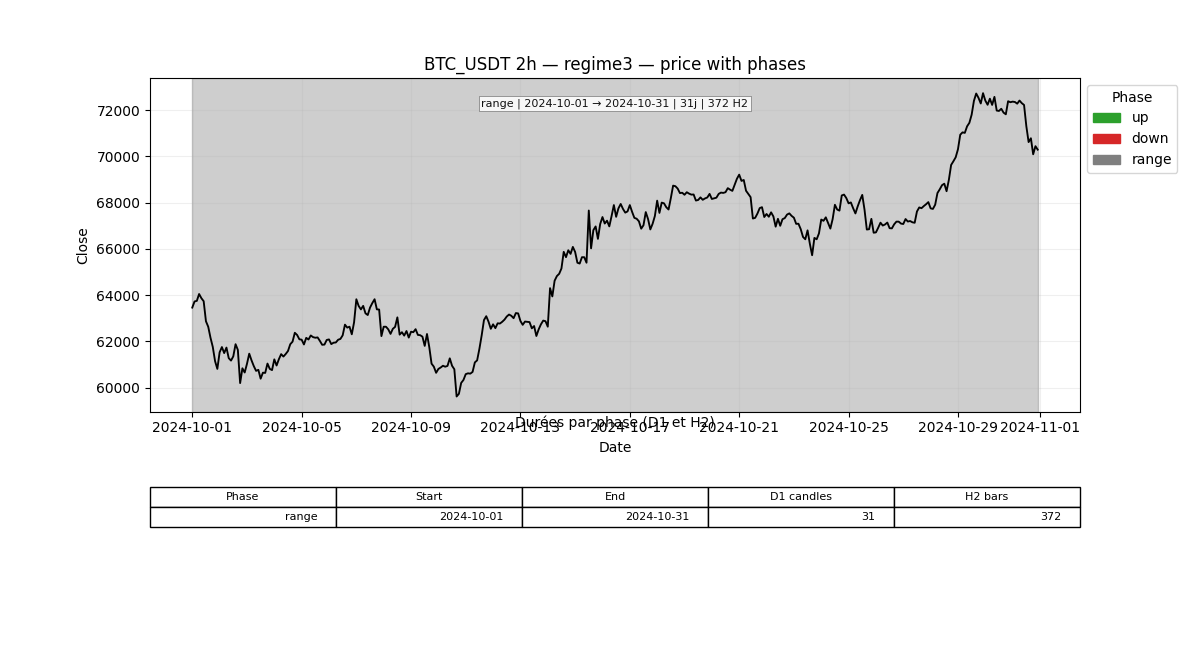 BTC_USDT 2h — regime3 — price with phases
range | 2024-10-01 → 2024-10-31 | 31j | 372 H2
Phase
up
down
range
Close
72000
70000
68000
66000
64000
62000
60000
2024-10-01 2024-10-05 2024-10-09 2024-10-13 2024-10-17 2024-10-21 2024-10-25 2024-10-29 2024-11-01
Durées par phase (D1 et H2)
Date
Phase Start End D1 candles H2 bars
range 2024-10-01 2024-10-31 31 372